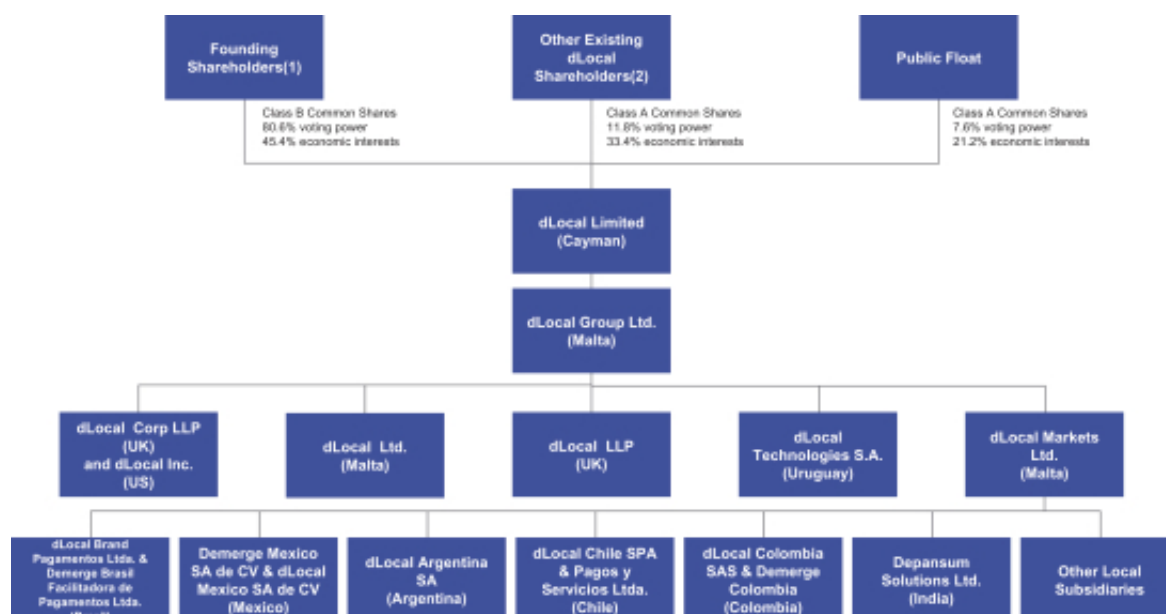 Founding
Shareholders(1)
Other Existing
dLocal
Shareholders(2)
Public Float
Class B Common Shares
80.6% voting power
45.4% economic interests
Class A Common Shares
11.8% voting power
33.4% economic interests
Class A Common Shares
7.6% voting power
21.2% economic interests
dLocal Limited
(Cayman)
dLocal Group Ltd.
(Malta)
dLocal Corp LLP
(UK)
and dLocal Inc.
(US)
dLocal Ltd.
(Malta)
dLocal LLP
(UK)
dLocal
Technologies S.A.
(Uruguay)
dLocal Markets
Ltd.
(Malta)
dLocal Brand
Pagamentos Ltda. &
Demerge Brasil
Facilitadora de
Pagamentos Ltda.
Demerge Mexico
SA de CV & dLocal
Mexico SA de CV
(Mexico)
dLocal Argentina
SA
(Argentina)
dLocal Chile SPA
& Pagos y
Servicios Ltda.
(Chile)
dLocal Colombia
SAS & Demerge
Colombia
(Colombia)
Depansum
Solutions Ltd.
(India)
Other Local
Subsidiaries